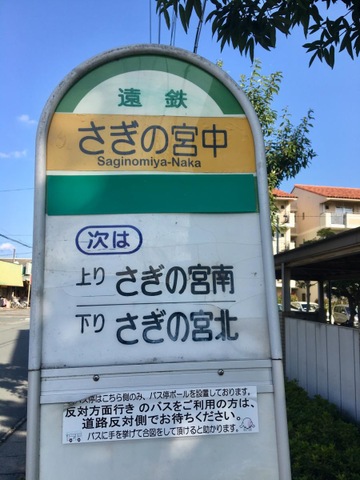 遠鉄
さぎの宮中
Saginomiya-Naka
次は
上り さぎの宮南
下り さぎの宮北
バス停はこちら側のみ、バス停ポールを設置しております。
反対方面行き のバスをご利用の方は、
道路反対側でお待ちください。
バスに手を挙げて合図をして頂けると助かります。